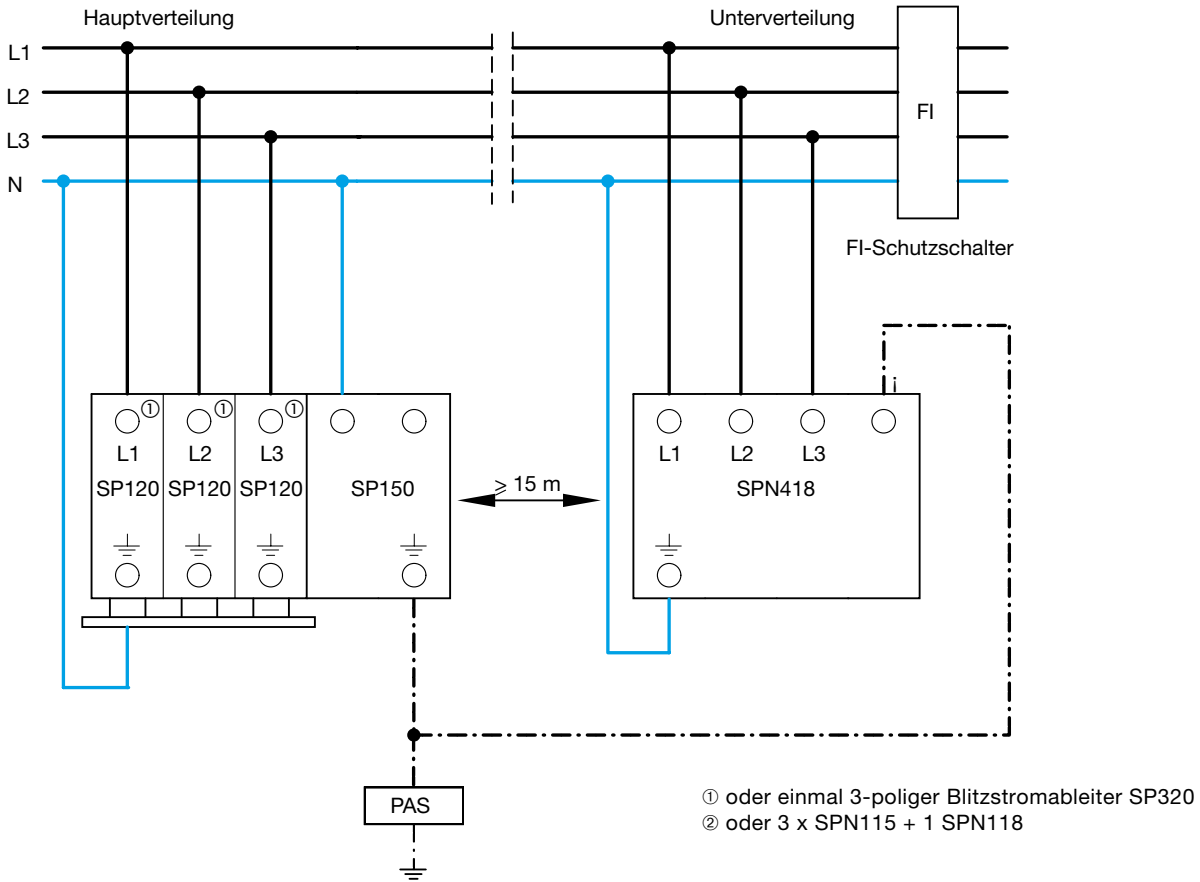 Hauptverteilung
Unterverteilung
L1
L2
L3
N
FI
FI-Schutzschalter
① ① ①
L1 L2 L3
SP120 SP120 SP120 SP150
≥ 15 m
i
L1 L2 L3
SPN418
PAS
① oder einmal 3-poliger Blitzstromableiter SP320
② oder 3 x SPN115 + 1 SPN118